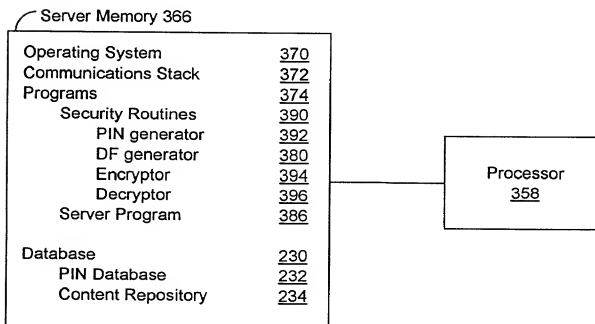 Server Memory 366
Operating System 370
Communications Stack 372
Programs 374
Security Routines 390
PIN generator 392
DF generator 380
Encryptor 394
Decryptor 396
Server Program 386
Database 230
PIN Database 232
Content Repository 234
Processor
358